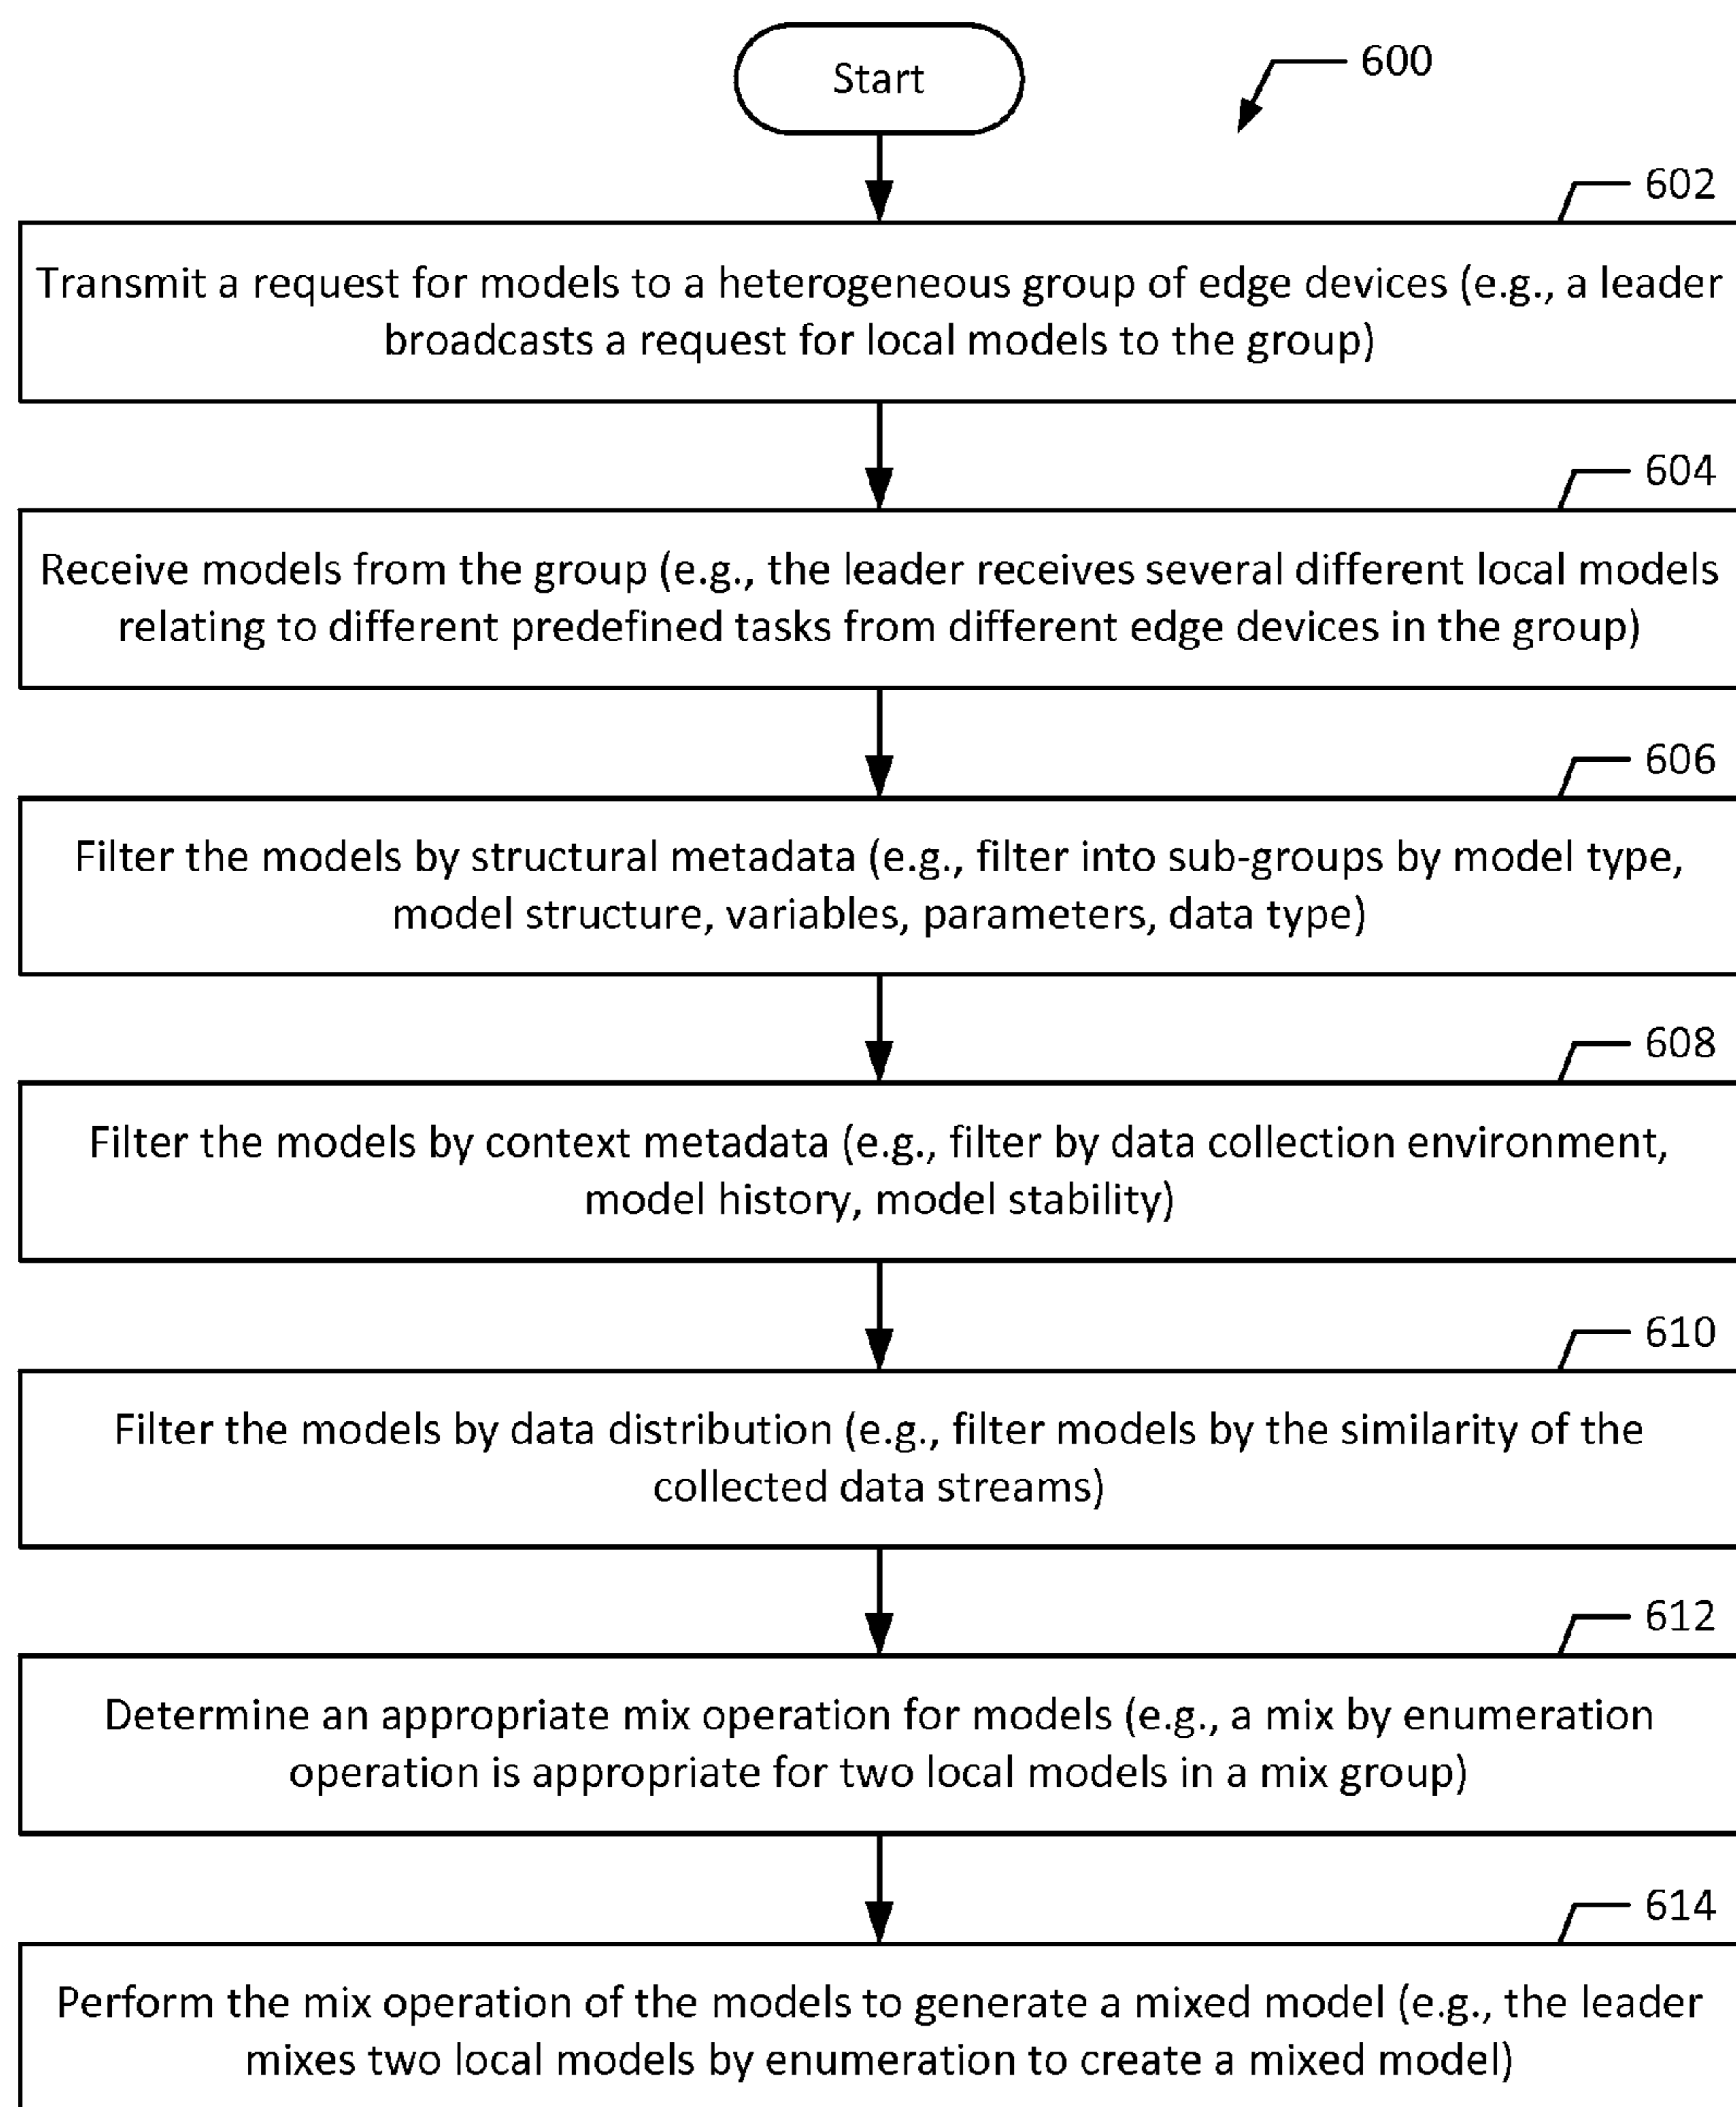 Start
600
602
Transmit a request for models to a heterogeneous group of edge devices (e.g., a leader
broadcasts a request for local models to the group)
604
Receive models from the group (e.g., the leader receives several different local models
relating to different predefined tasks from different edge devices in the group)
606
Filter the models by structural metadata (e.g., filter into sub-groups by model type,
model structure, variables, parameters, data type)
608
Filter the models by context metadata (e.g., filter by data collection environment,
model history, model stability)
610
Filter the models by data distribution (e.g., filter models by the similarity of the
collected data streams)
612
Determine an appropriate mix operation for models (e.g., a mix by enumeration
operation is appropriate for two local models in a mix group)
614
Perform the mix operation of the models to generate a mixed model (e.g., the leader
mixes two local models by enumeration to create a mixed model)